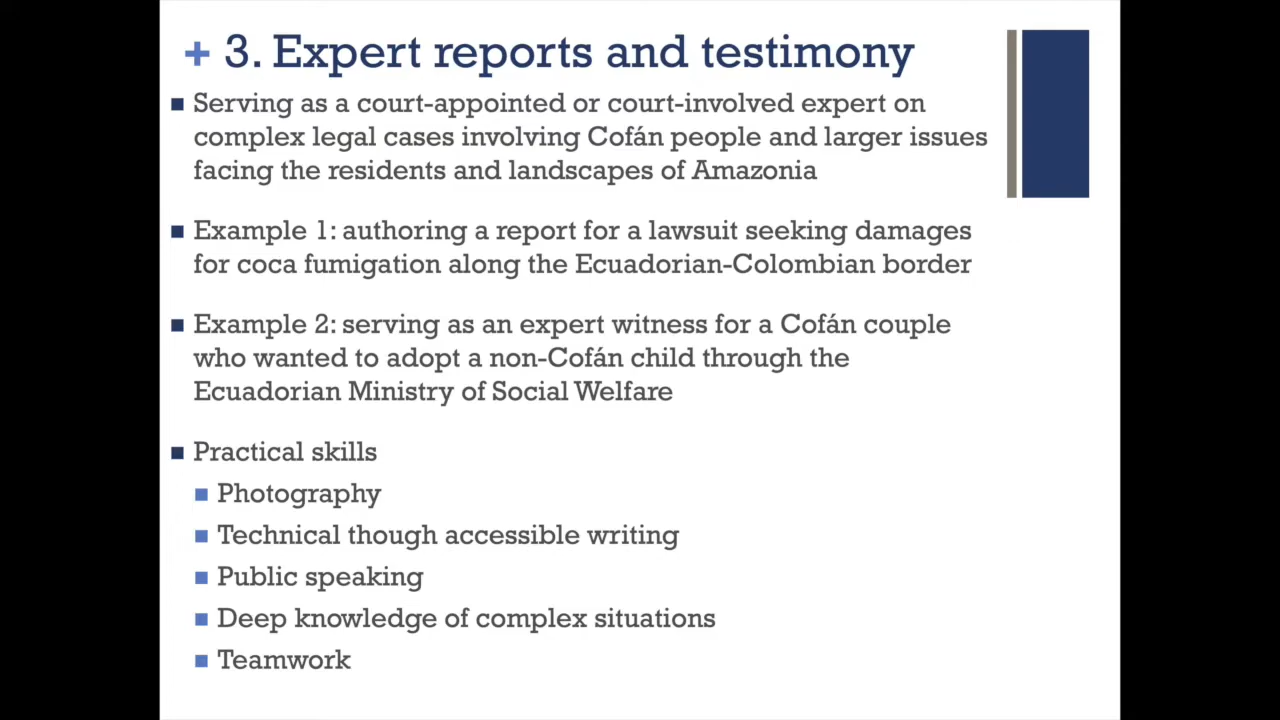 + 3. Expert reports and testimony
■ Serving as a court-appointed or court-involved expert on
complex legal cases involving Cofán people and larger issues
facing the residents and landscapes of Amazonia
■ Example 1: authoring a report for a lawsuit seeking damages
for coca fumigation along the Ecuadorian-Colombian border
■ Example 2: serving as an expert witness for a Cofán couple
who wanted to adopt a non-Cofán child through the
Ecuadorian Ministry of Social Welfare
■ Practical skills
■ Photography
■ Technical though accessible writing
■ Public speaking
■ Deep knowledge of complex situations
■ Teamwork